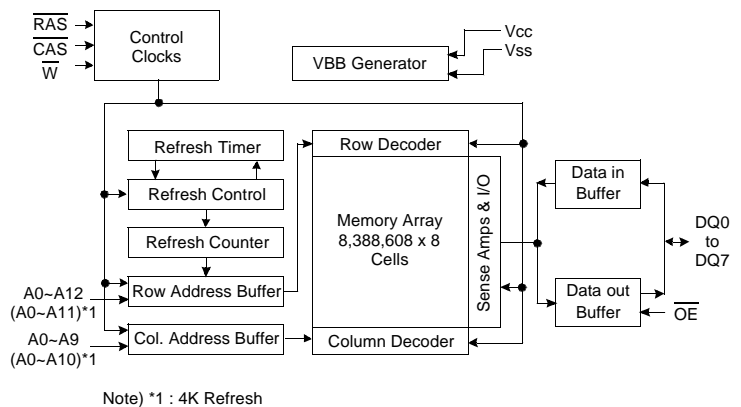 RAS
CAS
W
Control
Clocks
VBB Generator
Vcc
Vss
Refresh Timer
Refresh Control
Refresh Counter
Row Address Buffer
Col. Address Buffer
A0~A12
(A0~A11)*1
A0~A9
(A0~A10)*1
Row Decoder
Memory Array
8,388,608 x 8
Cells
Column Decoder
Sense Amps & I/O
Data in
Buffer
Data out
Buffer
DQ0
to
DQ7
OE
Note) *1 : 4K Refresh